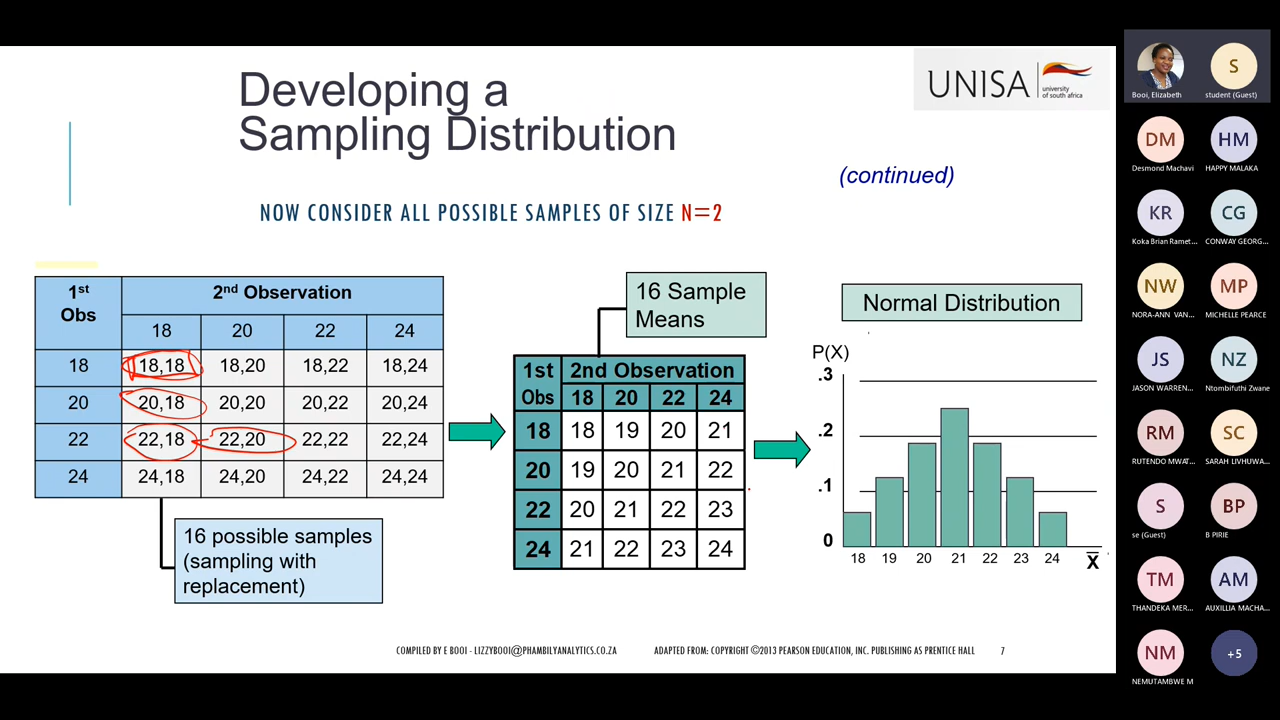 Developing a
Sampling Distribution
UNISA
university
of south africa
(continued)
NOW CONSIDER ALL POSSIBLE SAMPLES OF SIZE N=2
1st Obs 2nd Observation
18 20 22 24
18 18,18 18,20 18,22 18,24
20 20,18 20,20 20,22 20,24
22 22,18 22,20 22,22 22,24
24 24,18 24,20 24,22 24,24
16 possible samples
(sampling with
replacement)
16 Sample
Means
1st Obs 2nd Observation
18 20 22 24
18 18 19 20 21
20 19 20 21 22
22 20 21 22 23
24 21 22 23 24
Normal Distribution
P(X)
.3
.2
.1
0
18 19 20 21 22 23 24 X̄
COMPILED BY E BOOI - LIZZYBOOI@PHAMBILYANALYTICS.CO.ZA ADAPTED FROM: COPYRIGHT ©2013 PEARSON EDUCATION, INC. PUBLISHING AS PRENTICE HALL 7
S
Booi, Elizabeth student (Guest)
DM HM
Desmond Machavi HAPPY MALAKA
KR CG
Koka Brian Ramet... CONWAY GEORG...
NW MP
NORA-ANN VAN... MICHELLE PEARCE
JS NZ
JASON WARREN... Ntombifuthi Zwane
RM SC
RUTENDO MWAT... SARAH LIVHUWA...
S BP
se (Guest) B PIRIE
TM AM
THANDEKA MER... AUXILLIA MACHA...
NM +5
NEMUTAMBWE M